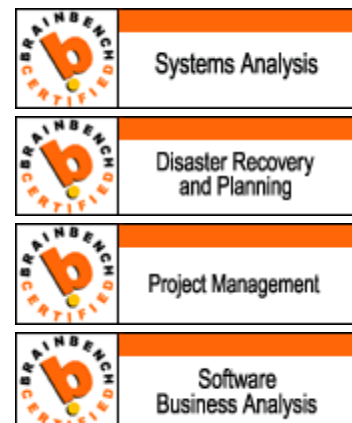 BRAINBENCH CERTIFIED
b!
Systems Analysis
BRAINBENCH CERTIFIED
b!
Disaster Recovery
and Planning
BRAINBENCH CERTIFIED
b!
Project Management
BRAINBENCH CERTIFIED
b!
Software
Business Analysis